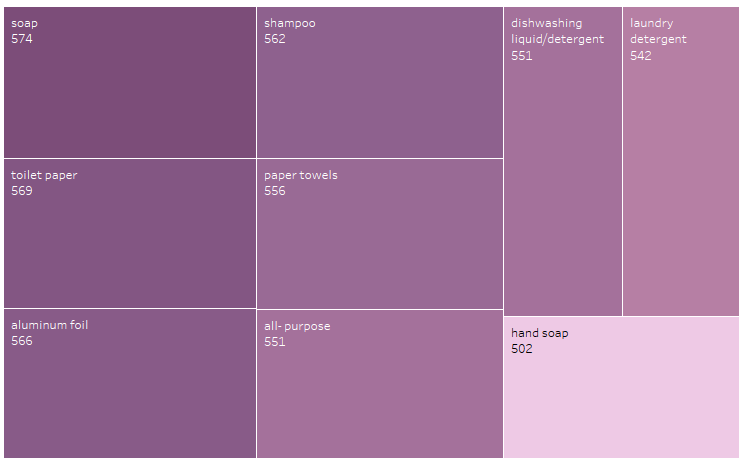 soap
574
shampoo
562
dishwashing
liquid/detergent
551
laundry
detergent
542
toilet paper
569
paper towels
556
aluminum foil
566
all- purpose
551
hand soap
502